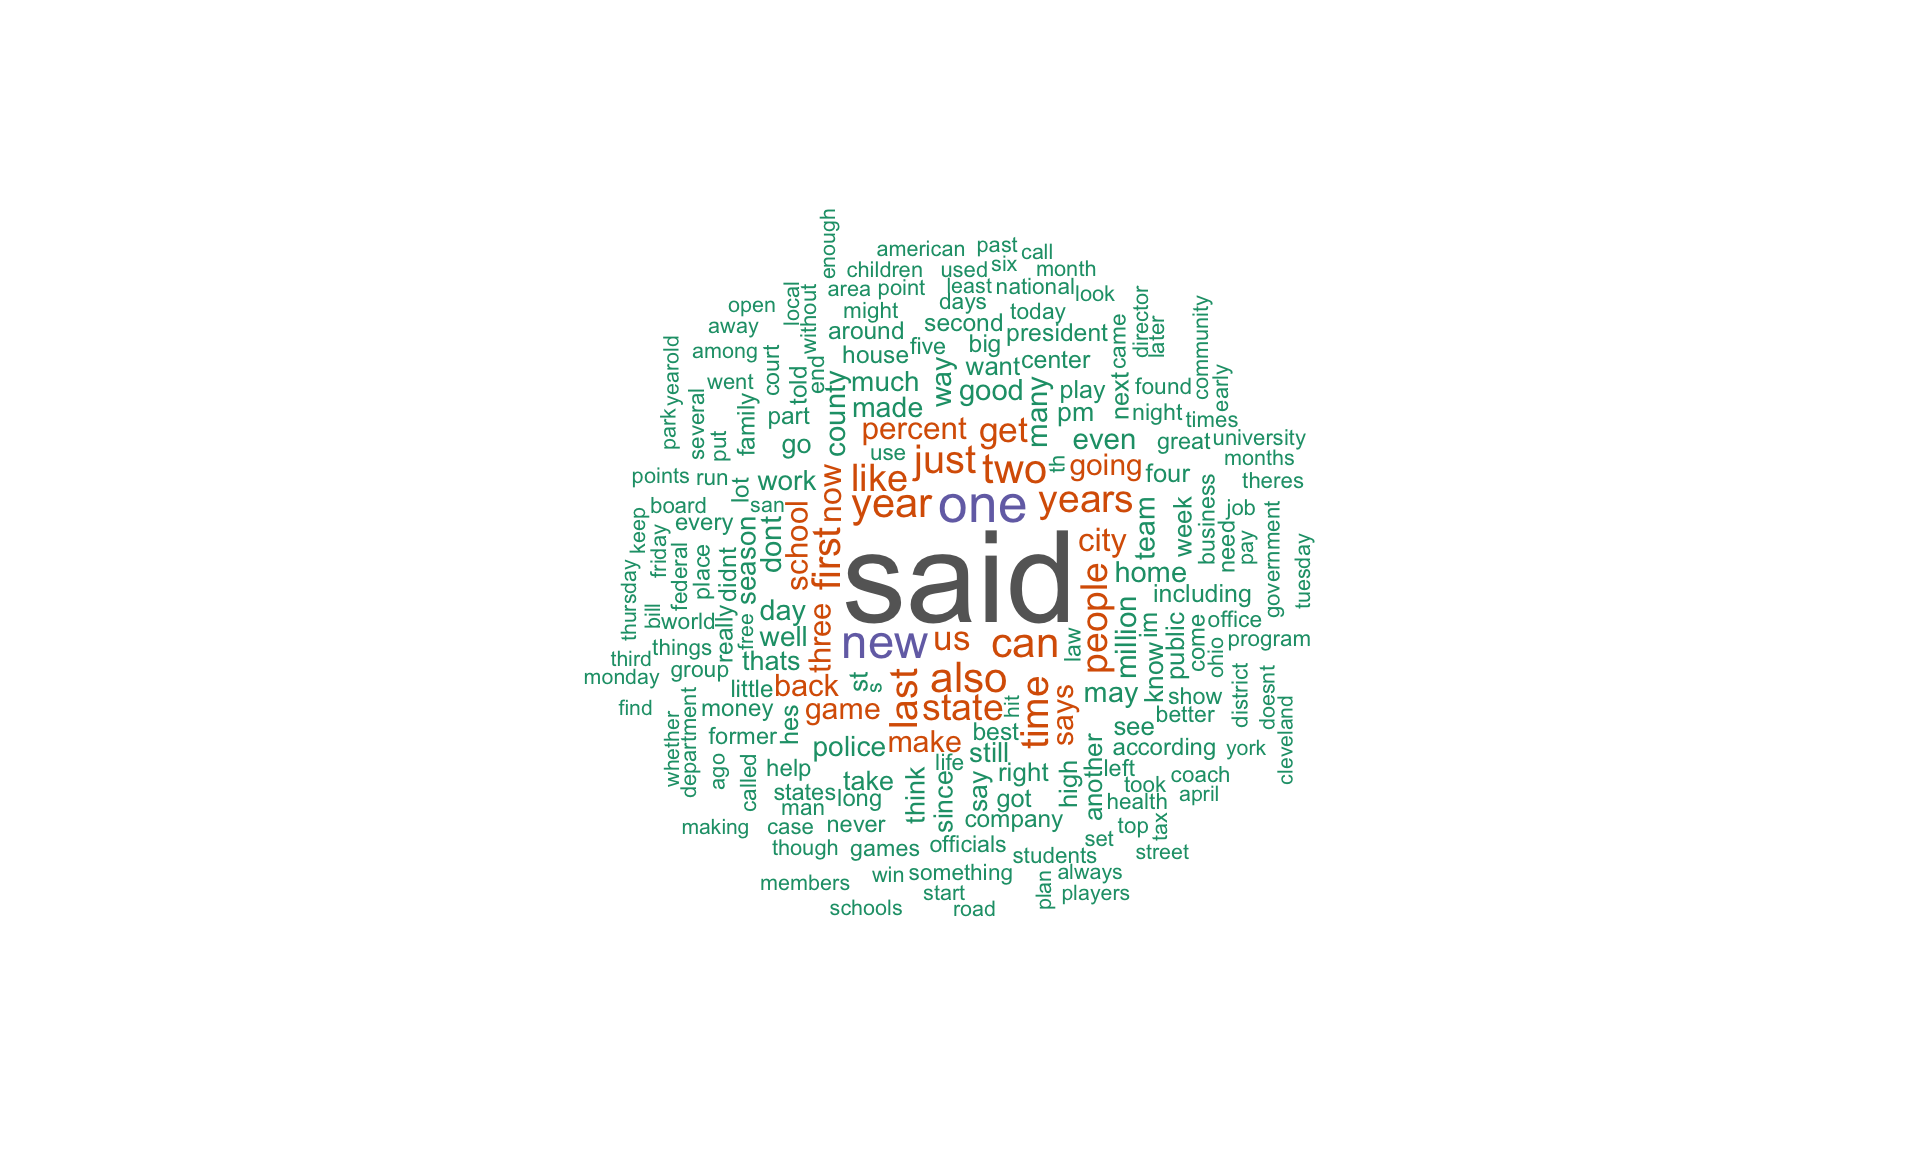 enough
american
past
call
children
used
six
month
area
point
least
national
look
open
local
without
might
days
today
director
later
community
away
around
second
president
came
among
yearold
court
house
five
big
want
center
went
told
end
county
much
way
good
many
play
next
found
early
park
several
put
family
part
made
pm
night
times
go
percent
get
even
great
university
use
just
two
th
going
four
months
points
run
lot
work
like
now
year
one
years
theres
board
san
school
first
city
team
week
business
need
job
pay
government
tuesday
keep
friday
every
federal
place
didnt
season
dont
said
people
home
thursday
bill
world
really
free
day
well
three
new
us
can
law
million
know
im
public
come
ohio
including
office
program
things
third
monday
group
thats
little
back
st
s
last
also
state
hit
time
says
may
show
district
doesnt
find
money
hes
game
see
better
whether
department
former
police
make
best
still
according
york
cleveland
ago
called
help
take
life
right
high
another
left
coach
states
man
long
think
since
say
got
took
health
april
making
case
never
company
top
tax
though
games
officials
students
set
street
members
win
something
always
start
plan
players
schools
road